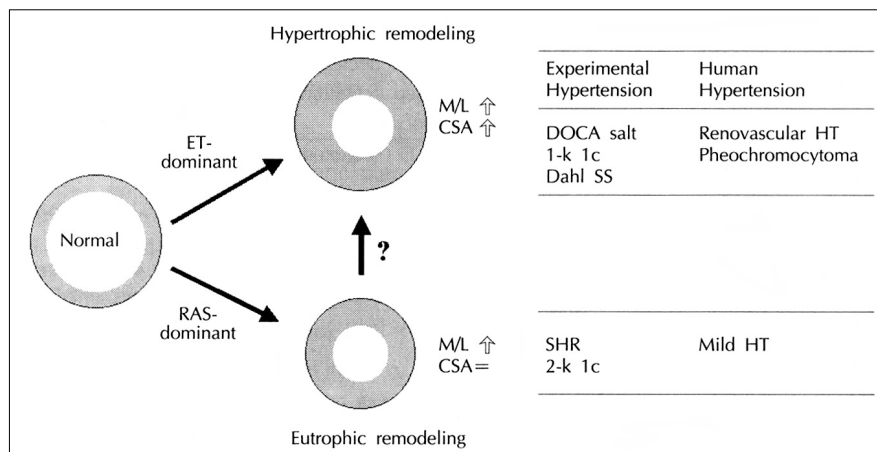 Hypertrophic remodeling
M/L ⇧
CSA ⇧
Experimental Hypertension
Human Hypertension
DOCA salt
1-k 1c
Dahl SS
Renovascular HT
Pheochromocytoma
ET-
dominant
Normal
?
RAS-
dominant
M/L ⇧
CSA=
SHR
2-k 1c
Mild HT
Eutrophic remodeling